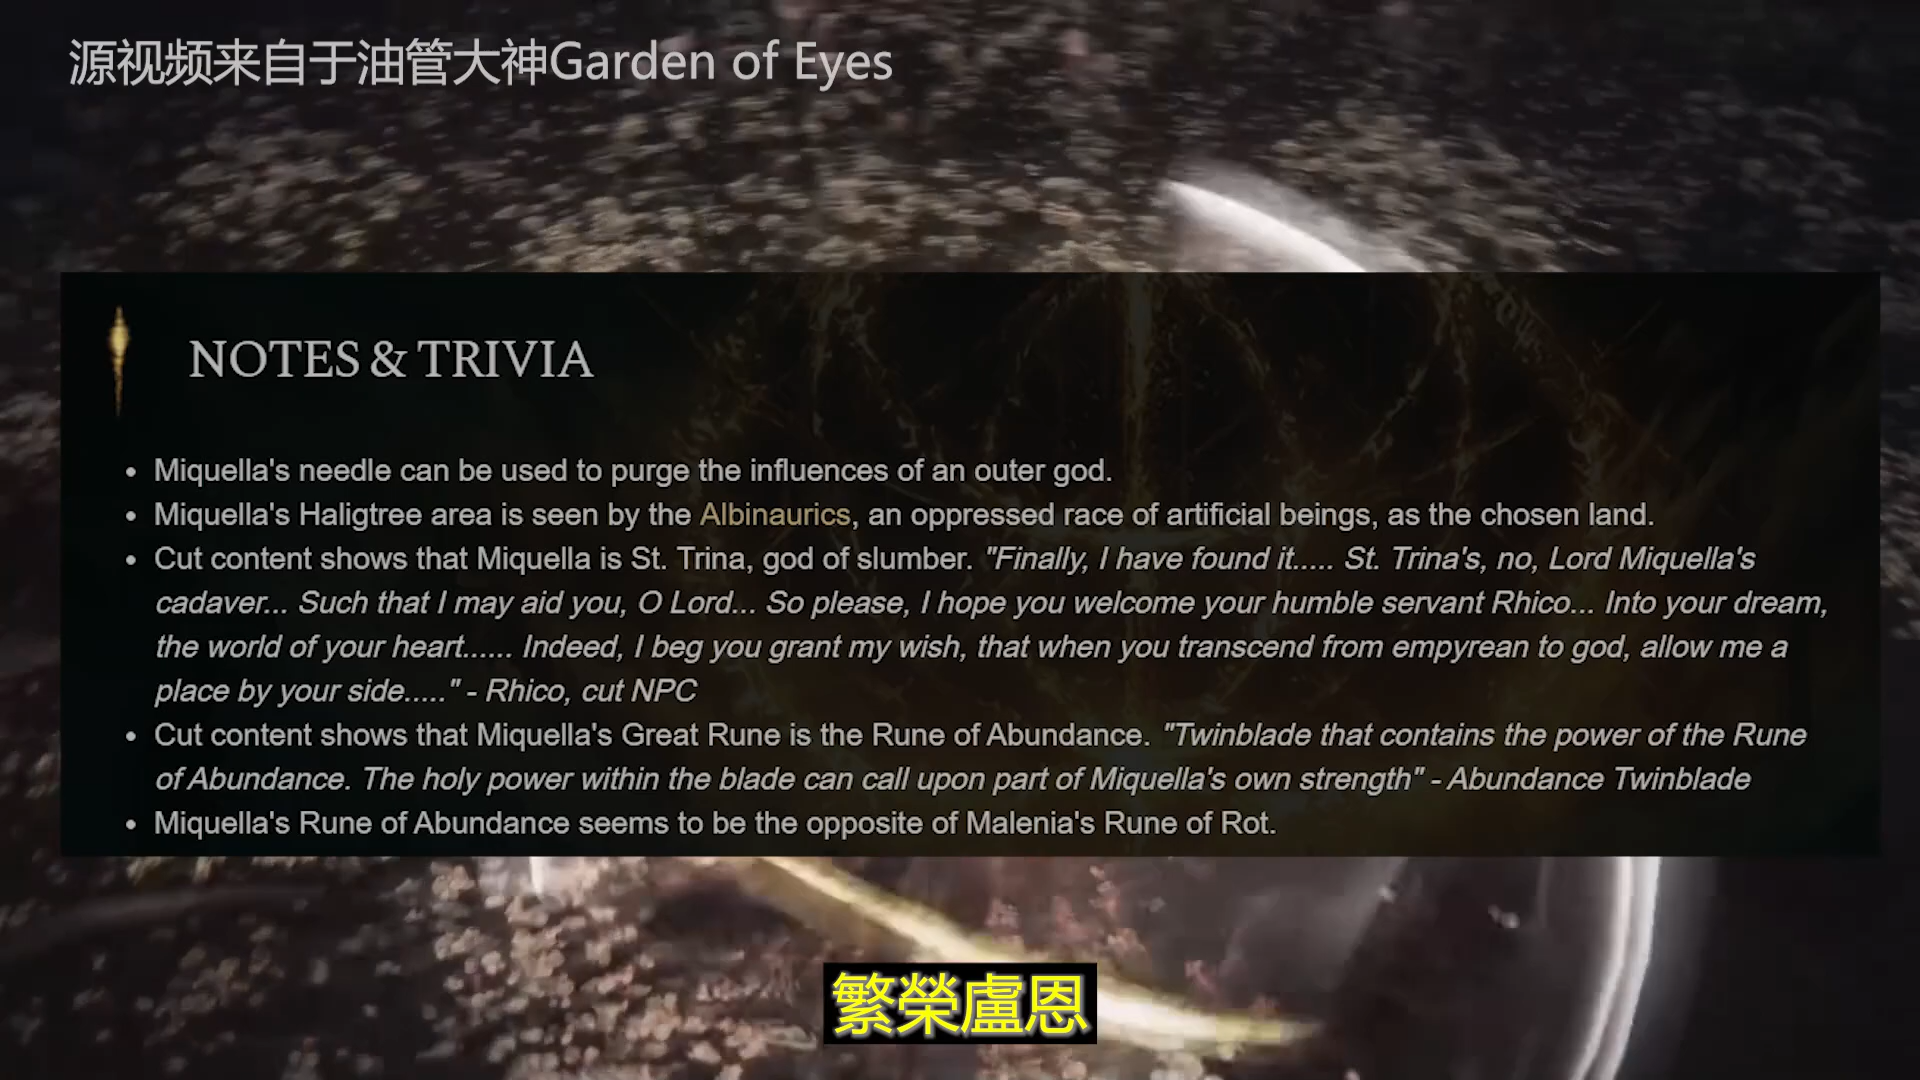 源视频来自于油管大神Garden of Eyes
NOTES & TRIVIA
• Miquella's needle can be used to purge the influences of an outer god.
• Miquella's Haligtree area is seen by the Albinaurics, an oppressed race of artificial beings, as the chosen land.
• Cut content shows that Miquella is St. Trina, god of slumber. "Finally, I have found it..... St. Trina's, no, Lord Miquella's
cadaver... Such that I may aid you, O Lord... So please, I hope you welcome your humble servant Rhico... Into your dream,
the world of your heart...... Indeed, I beg you grant my wish, that when you transcend from empyrean to god, allow me a
place by your side....." - Rhico, cut NPC
• Cut content shows that Miquella's Great Rune is the Rune of Abundance. "Twinblade that contains the power of the Rune
of Abundance. The holy power within the blade can call upon part of Miquella's own strength" - Abundance Twinblade
• Miquella's Rune of Abundance seems to be the opposite of Malenia's Rune of Rot.
繁榮盧恩